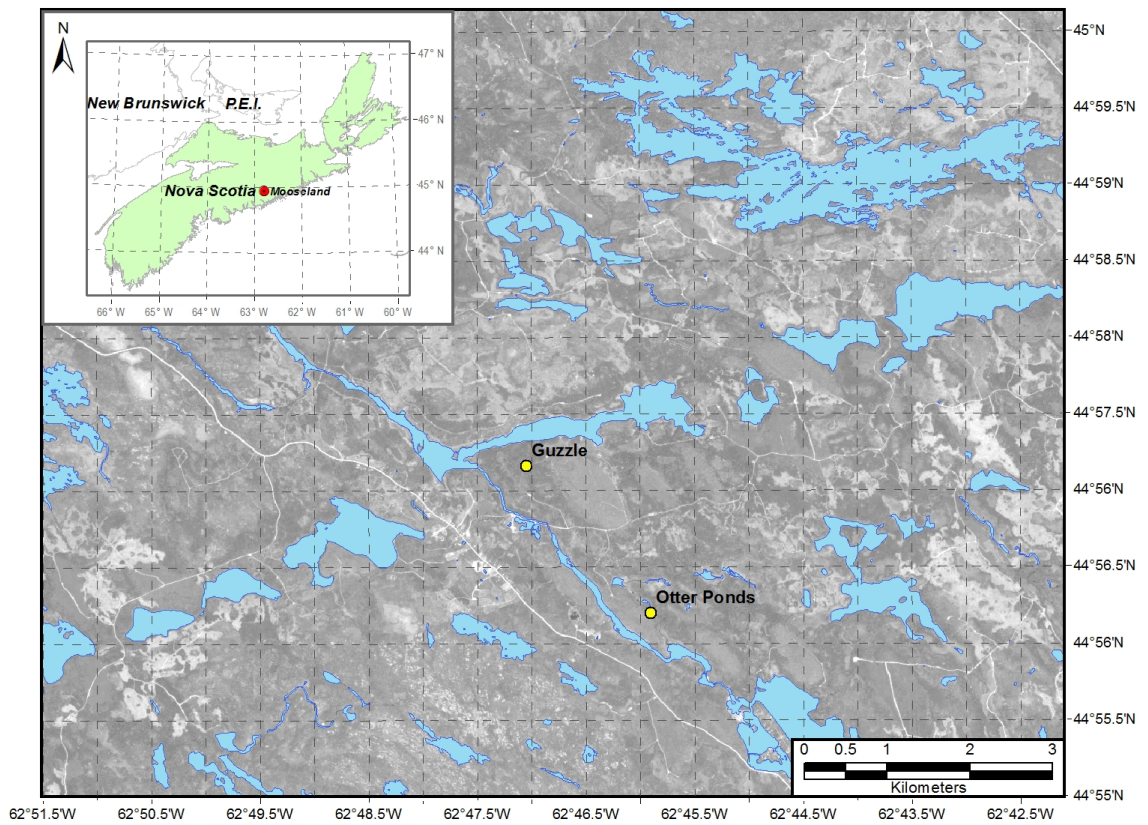 N
47° N
New Brunswick P.E.I.
46° N
Nova Scotia Mooseland
45° N
44° N
66° W 65° W 64° W 63° W 62° W 61° W 60° W
45°N
44°59.5'N
44°59'N
44°58.5'N
44°58'N
44°57.5'N
44°56'N
44°56.5'N
44°56'N
44°55.5'N
44°55'N
Guzzle
Otter Ponds
0 0.5 1 2 3
Kilometers
62°51.5'W 62°50.5'W 62°49.5'W 62°48.5'W 62°47.5'W 62°46.5'W 62°45.5'W 62°44.5'W 62°43.5'W 62°42.5'W